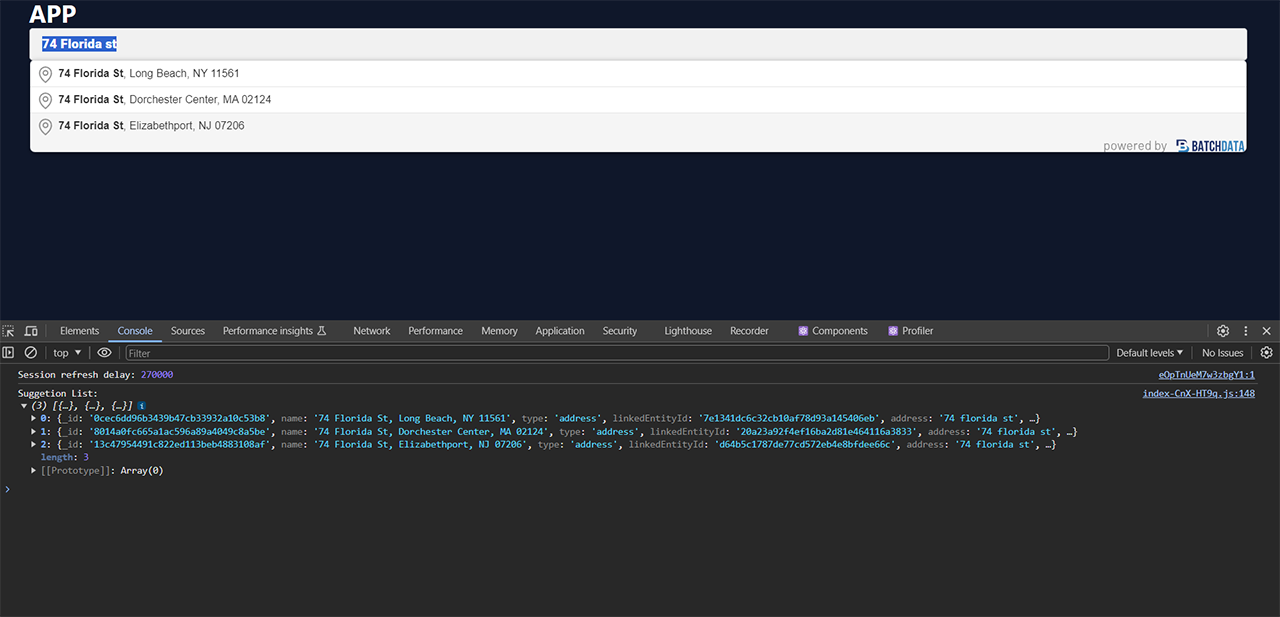 APP
74 Florida st
74 Florida St, Long Beach, NY 11561
74 Florida St, Dorchester Center, MA 02124
74 Florida St, Elizabethport, NJ 07206
powered by BATCHDATA
Elements Console Sources Performance insights Network Performance Memory Application Security Lighthouse Recorder Components Profiler
top Filter Default levels No Issues
Session refresh delay: 270000 eOpTnUeM7w3zbgY1:1
Suggetion List: index-CnX-HT9q.js:148
(3) [{…}, {…}, {…}]
0: {_id: '0cec6dd96b3439b47cb33932a10c53b8', name: '74 Florida St, Long Beach, NY 11561', type: 'address', linkedEntityId: '7e1341dc6c32cb10af78d93a145406eb', address: '74 florida st', …}
1: {_id: '8014a0fc665a1ac596a89a4049c8a5be', name: '74 Florida St, Dorchester Center, MA 02124', type: 'address', linkedEntityId: '20a23a92f4ef16ba2d81e464116a3833', address: '74 florida st', …}
2: {_id: '13c47954491c822ed113beb4883108af', name: '74 Florida St, Elizabethport, NJ 07206', type: 'address', linkedEntityId: 'd64b5c1787de77cd572eb4e8bfdee66c', address: '74 florida st', …}
length: 3
[[Prototype]]: Array(0)